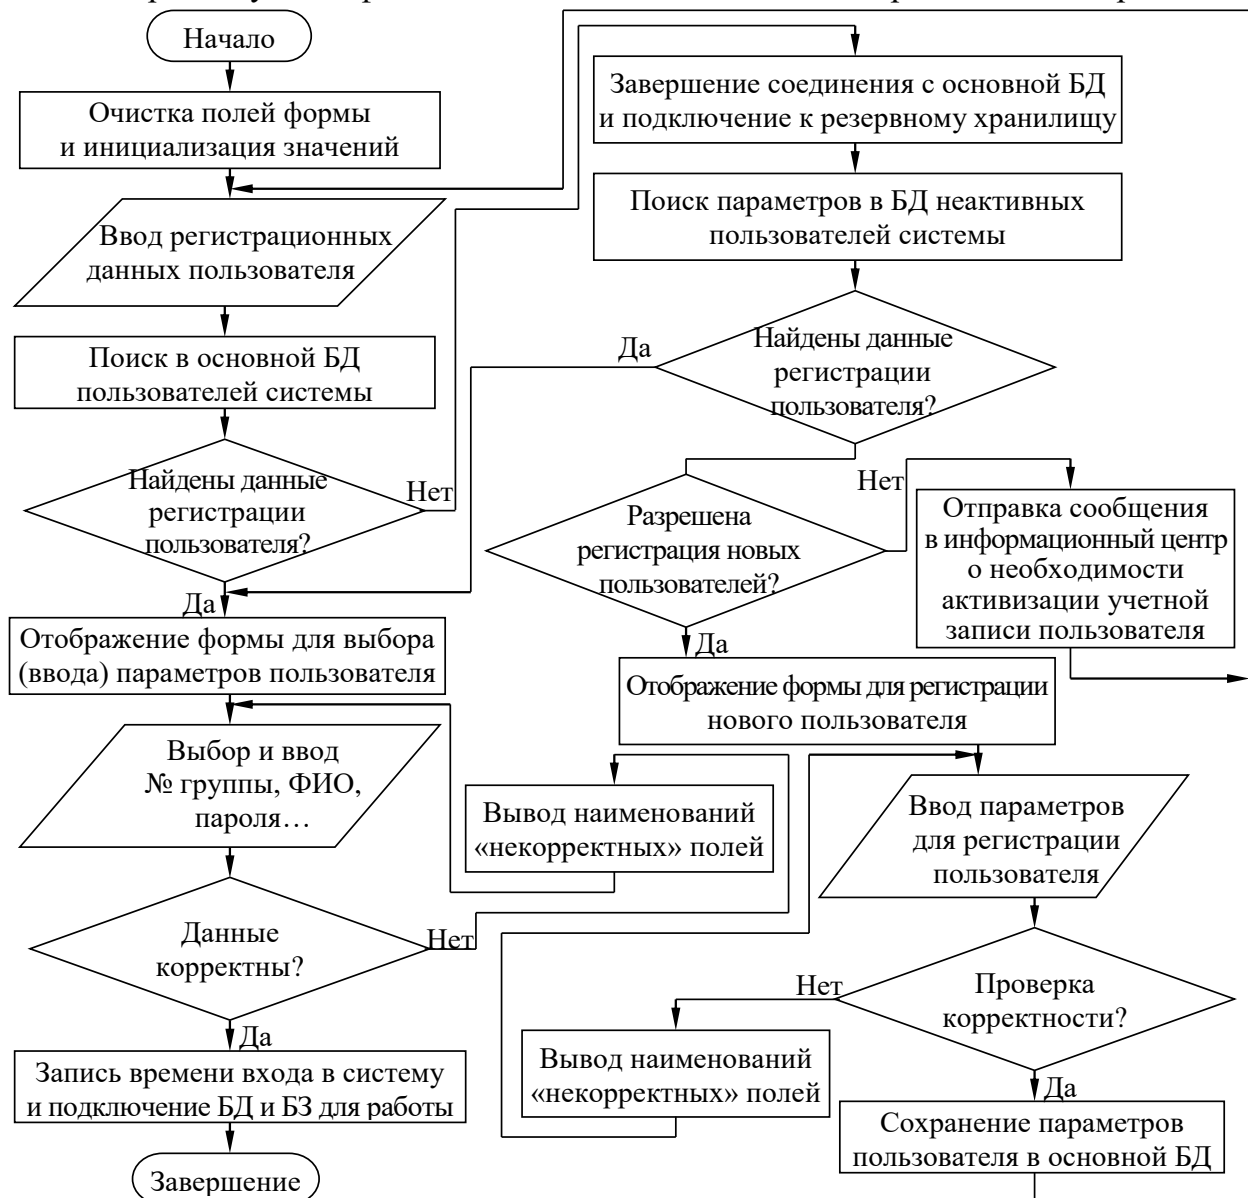 Начало
Очистка полей формы
и инициализация значений
Ввод регистрационных
данных пользователя
Поиск в основной БД
пользователей системы
Найдены данные
регистрации
пользователя?
Нет
Да
Отображение формы для выбора
(ввода) параметров пользователя
Выбор и ввод
№ группы, ФИО,
пароля…
Данные
корректны?
Нет
Да
Запись времени входа в систему
и подключение БД и БЗ для работы
Завершение
Завершение соединения с основной БД
и подключение к резервному хранилищу
Поиск параметров в БД неактивных
пользователей системы
Да
Найдены данные
регистрации
пользователя?
Разрешена
регистрация новых
пользователей?
Нет
Отправка сообщения
в информационный центр
о необходимости
активизации учетной
записи пользователя
Да
Отображение формы для регистрации
нового пользователя
Вывод наименований
«некорректных» полей
Ввод параметров
для регистрации
пользователя
Нет
Проверка
корректности?
Вывод наименований
«некорректных» полей
Да
Сохранение параметров
пользователя в основной БД